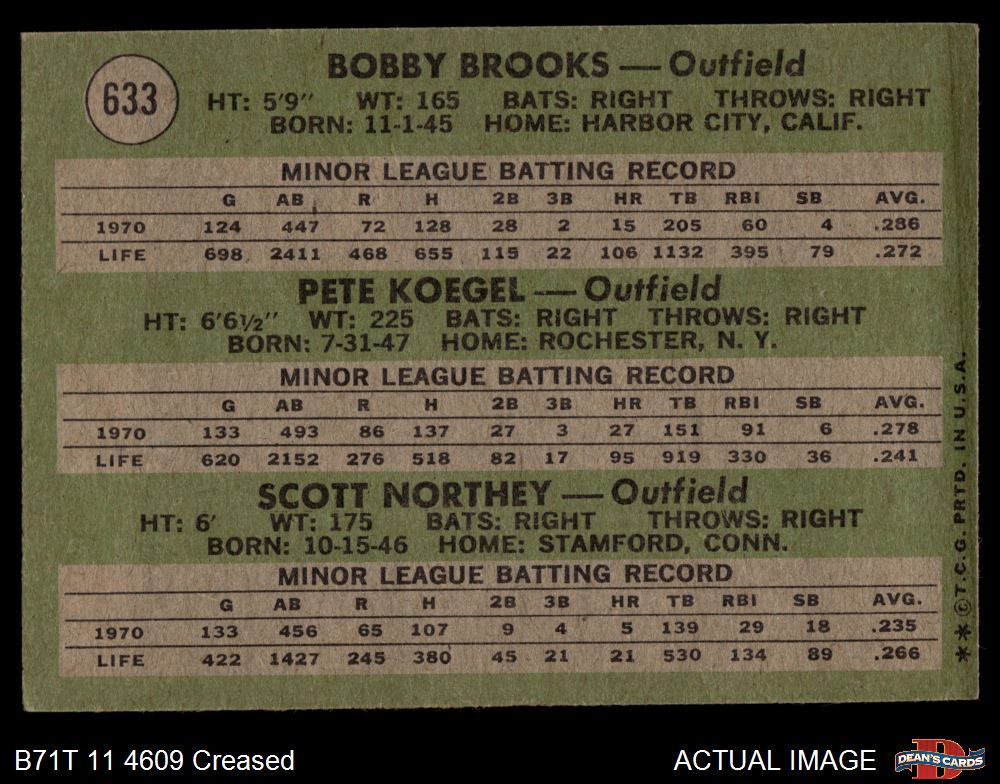 633
BOBBY BROOKS — Outfield
HT: 5'9" WT: 165 BATS: RIGHT THROWS: RIGHT
BORN: 11-1-45 HOME: HARBOR CITY, CALIF.
MINOR LEAGUE BATTING RECORD
G AB R H 2B 3B HR TB RBI SB AVG.
1970 124 447 72 128 28 2 15 205 60 4 .286
LIFE 698 2411 468 655 115 22 106 1132 395 79 .272
PETE KOEGEL — Outfield
HT: 6'6½" WT: 225 BATS: RIGHT THROWS: RIGHT
BORN: 7-31-47 HOME: ROCHESTER, N. Y.
MINOR LEAGUE BATTING RECORD
G AB R H 2B 3B HR TB RBI SB AVG.
1970 133 493 86 137 27 3 27 151 91 6 .278
LIFE 620 2152 276 518 82 17 95 919 330 36 .241
SCOTT NORTHEY — Outfield
HT: 6' WT: 175 BATS: RIGHT THROWS: RIGHT
BORN: 10-15-46 HOME: STAMFORD, CONN.
MINOR LEAGUE BATTING RECORD
G AB R H 2B 3B HR TB RBI SB AVG.
1970 133 456 65 107 9 4 5 139 29 18 .235
LIFE 422 1427 245 380 45 21 21 530 134 89 .266
**©T.C.G. PRTD. IN U.S.A.
B71T 11 4609 Creased
ACTUAL IMAGE
D
DEAN'S CARDS